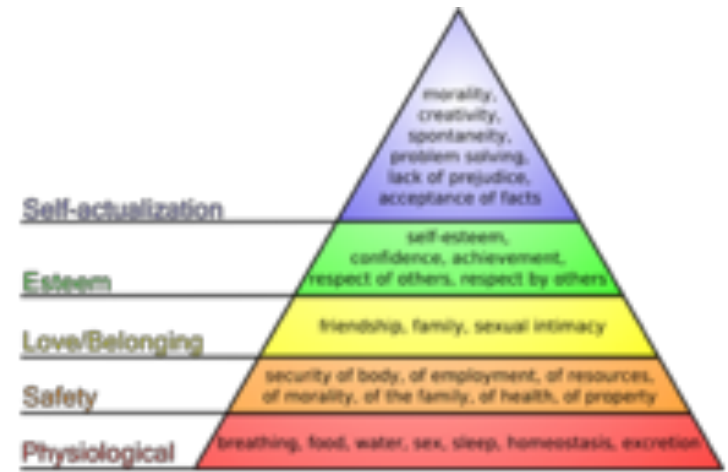 morality,
creativity,
spontaneity,
problem solving,
lack of prejudice,
acceptance of facts
Self-actualization
self-esteem,
confidence, achievement,
respect of others, respect by others
Esteem
friendship, family, sexual intimacy
Love/Belonging
security of body, of employment, of resources,
of morality, of the family, of health, of property
Safety
breathing, food, water, sex, sleep, homeostasis, excretion
Physiological